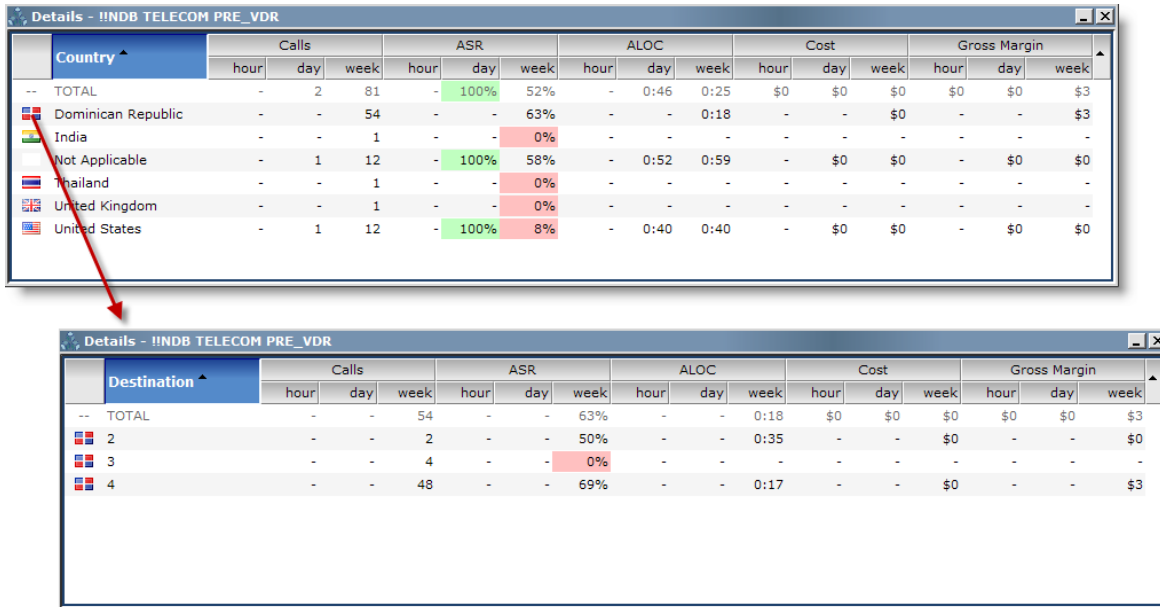 Details - !!NDB TELECOM PRE_VDR
Country Calls ASR ALOC Cost Gross Margin
hour day week hour day week hour day week hour day week hour day week
-- TOTAL - 2 81 - 100% 52% - 0:46 0:25 $0 $0 $0 $0 $0 $3
Dominican Republic - - 54 - - 63% - - 0:18 - - $0 - - $3
India - - 1 - - 0% - - - - - - - - -
Not Applicable - 1 12 - 100% 58% - 0:52 0:59 - $0 $0 - $0 $0
Thailand - - 1 - - 0% - - - - - - - - -
United Kingdom - - 1 - - 0% - - - - - - - - -
United States - 1 12 - 100% 8% - 0:40 0:40 - $0 $0 - $0 $0
Details - !!NDB TELECOM PRE_VDR
Destination Calls ASR ALOC Cost Gross Margin
hour day week hour day week hour day week hour day week hour day week
-- TOTAL - - 54 - - 63% - - 0:18 $0 $0 $0 $0 $0 $3
2 - - 2 - - 50% - - 0:35 - - $0 - - $0
3 - - 4 - - 0% - - - - - - - - -
4 - - 48 - - 69% - - 0:17 - - $0 - - $3